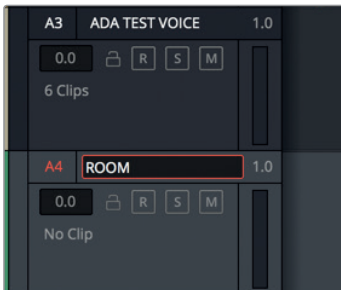 A3 ADA TEST VOICE 1.0
0.0 R S M
6 Clips
A4 ROOM 1.0
0.0 R S M
No Clip